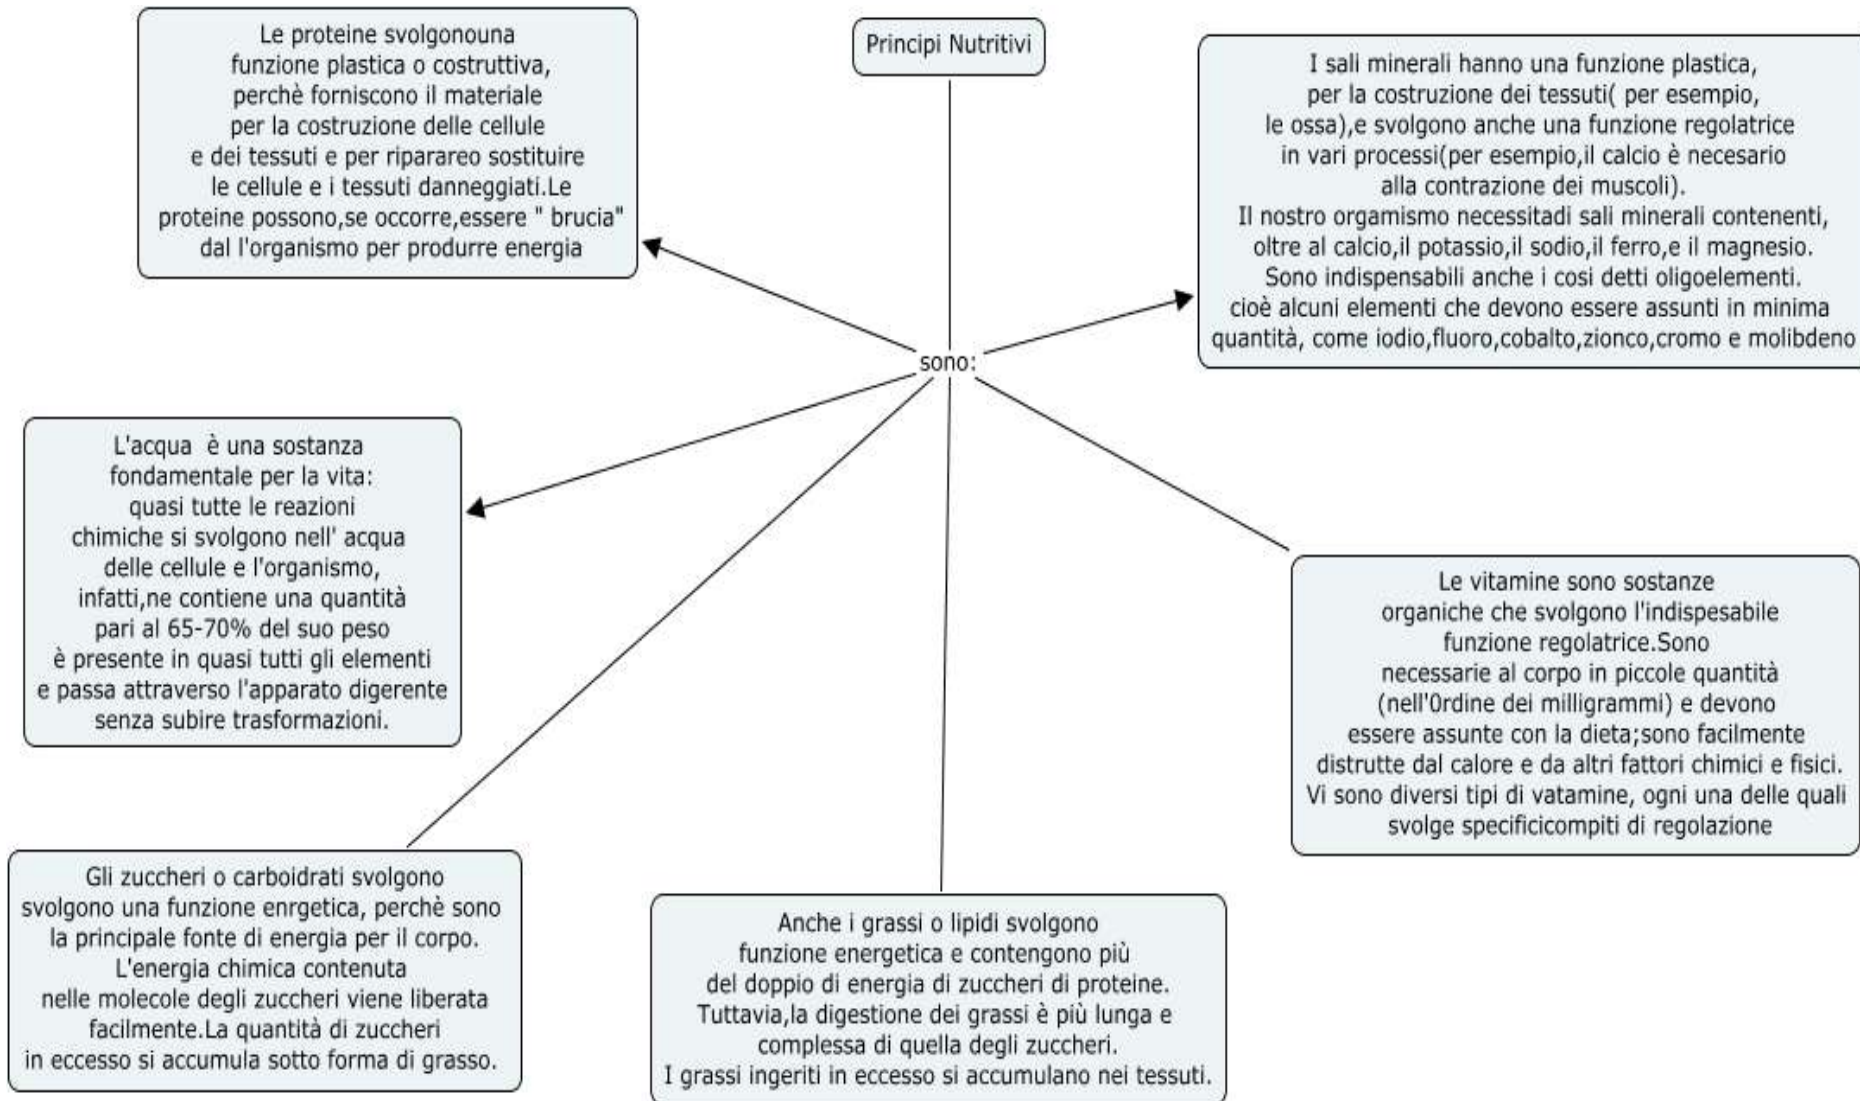 Principi Nutritivi
sono:
Le proteine svolgonouna
funzione plastica o costruttiva,
perchè forniscono il materiale
per la costruzione delle cellule
e dei tessuti e per riparareo sostituire
le cellule e i tessuti danneggiati.Le
proteine possono,se occorre,essere " brucia"
dal l'organismo per produrre energia
I sali minerali hanno una funzione plastica,
per la costruzione dei tessuti( per esempio,
le ossa),e svolgono anche una funzione regolatrice
in vari processi(per esempio,il calcio è necesario
alla contrazione dei muscoli).
Il nostro orgamismo necessitadi sali minerali contenenti,
oltre al calcio,il potassio,il sodio,il ferro,e il magnesio.
Sono indispensabili anche i cosi detti oligoelementi.
cioè alcuni elementi che devono essere assunti in minima
quantità, come iodio,fluoro,cobalto,zionco,cromo e molibdeno
L'acqua  è una sostanza
fondamentale per la vita:
quasi tutte le reazioni
chimiche si svolgono nell' acqua
delle cellule e l'organismo,
infatti,ne contiene una quantità
pari al 65-70% del suo peso
è presente in quasi tutti gli elementi
e passa attraverso l'apparato digerente
senza subire trasformazioni.
Le vitamine sono sostanze
organiche che svolgono l'indispesabile
funzione regolatrice.Sono
necessarie al corpo in piccole quantità
(nell'0rdine dei milligrammi) e devono
essere assunte con la dieta;sono facilmente
distrutte dal calore e da altri fattori chimici e fisici.
Vi sono diversi tipi di vatamine, ogni una delle quali
svolge specificicompiti di regolazione
Gli zuccheri o carboidrati svolgono
svolgono una funzione enrgetica, perchè sono
la principale fonte di energia per il corpo.
L'energia chimica contenuta
nelle molecole degli zuccheri viene liberata
facilmente.La quantità di zuccheri
in eccesso si accumula sotto forma di grasso.
Anche i grassi o lipidi svolgono
funzione energetica e contengono più
del doppio di energia di zuccheri di proteine.
Tuttavia,la digestione dei grassi è più lunga e
complessa di quella degli zuccheri.
I grassi ingeriti in eccesso si accumulano nei tessuti.